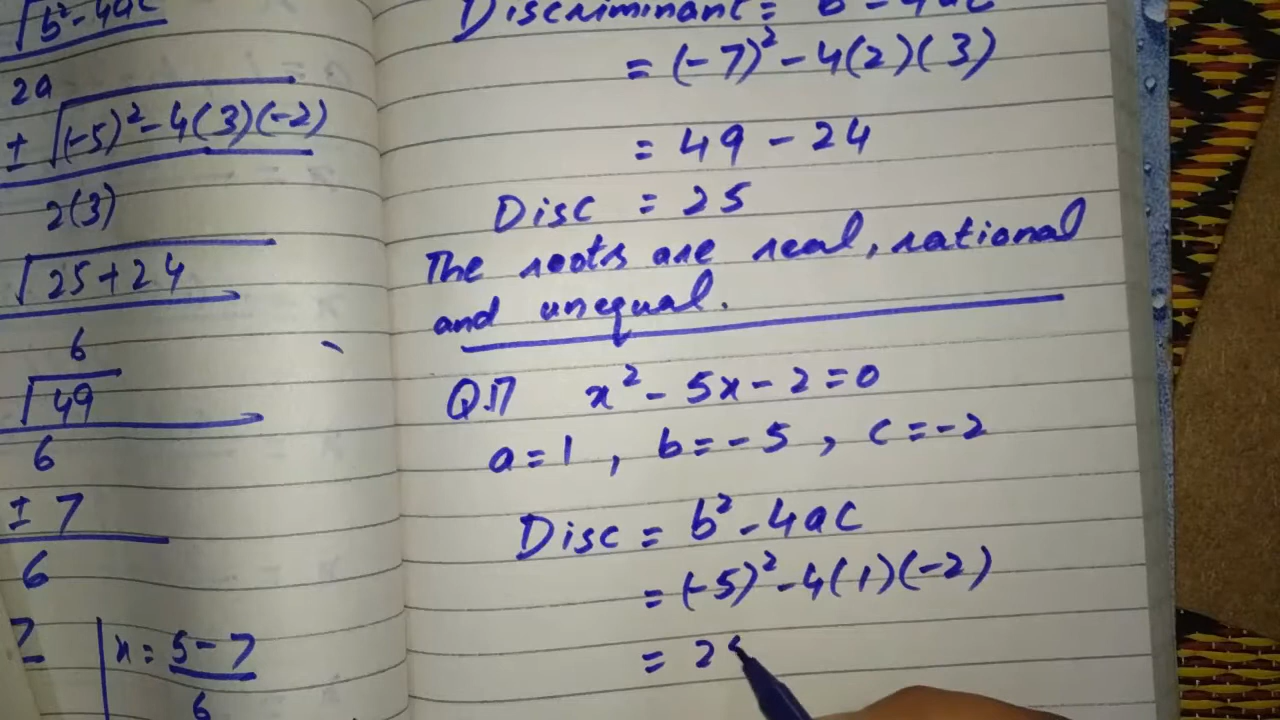 √b²-4ac
2a
± √(-5)²-4(3)(-2)
2(3)
√25+24
6
√49
6
± 7
6
7
x = 5-7
6
Discriminant = b²-4ac
= (-7)² - 4(2)(3)
= 49 - 24
Disc = 25
The roots are real, rational
and unequal.
x² - 5x - 2 = 0
a = 1 , b = -5 , c = -2
Disc = b² - 4ac
= (-5)² - 4(1)(-2)
= 25